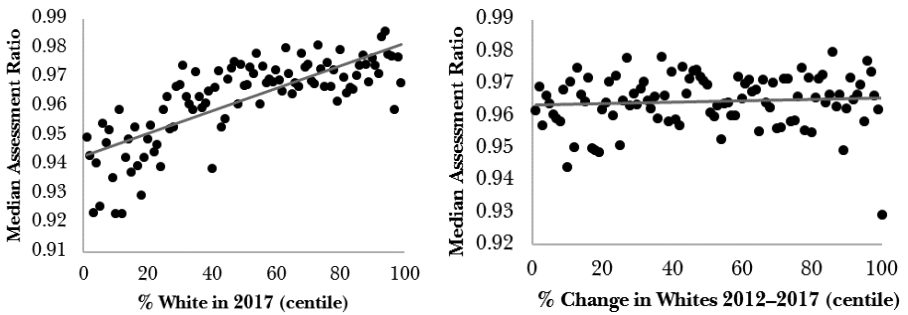 Median Assessment Ratio
0.99
0.98
0.97
0.96
0.95
0.94
0.93
0.92
0.91
0 20 40 60 80 100
% White in 2017 (centile)
Median Assessment Ratio
0.99
0.98
0.97
0.96
0.95
0.94
0.93
0.92
0 20 40 60 80 100
% Change in Whites 2012–2017 (centile)